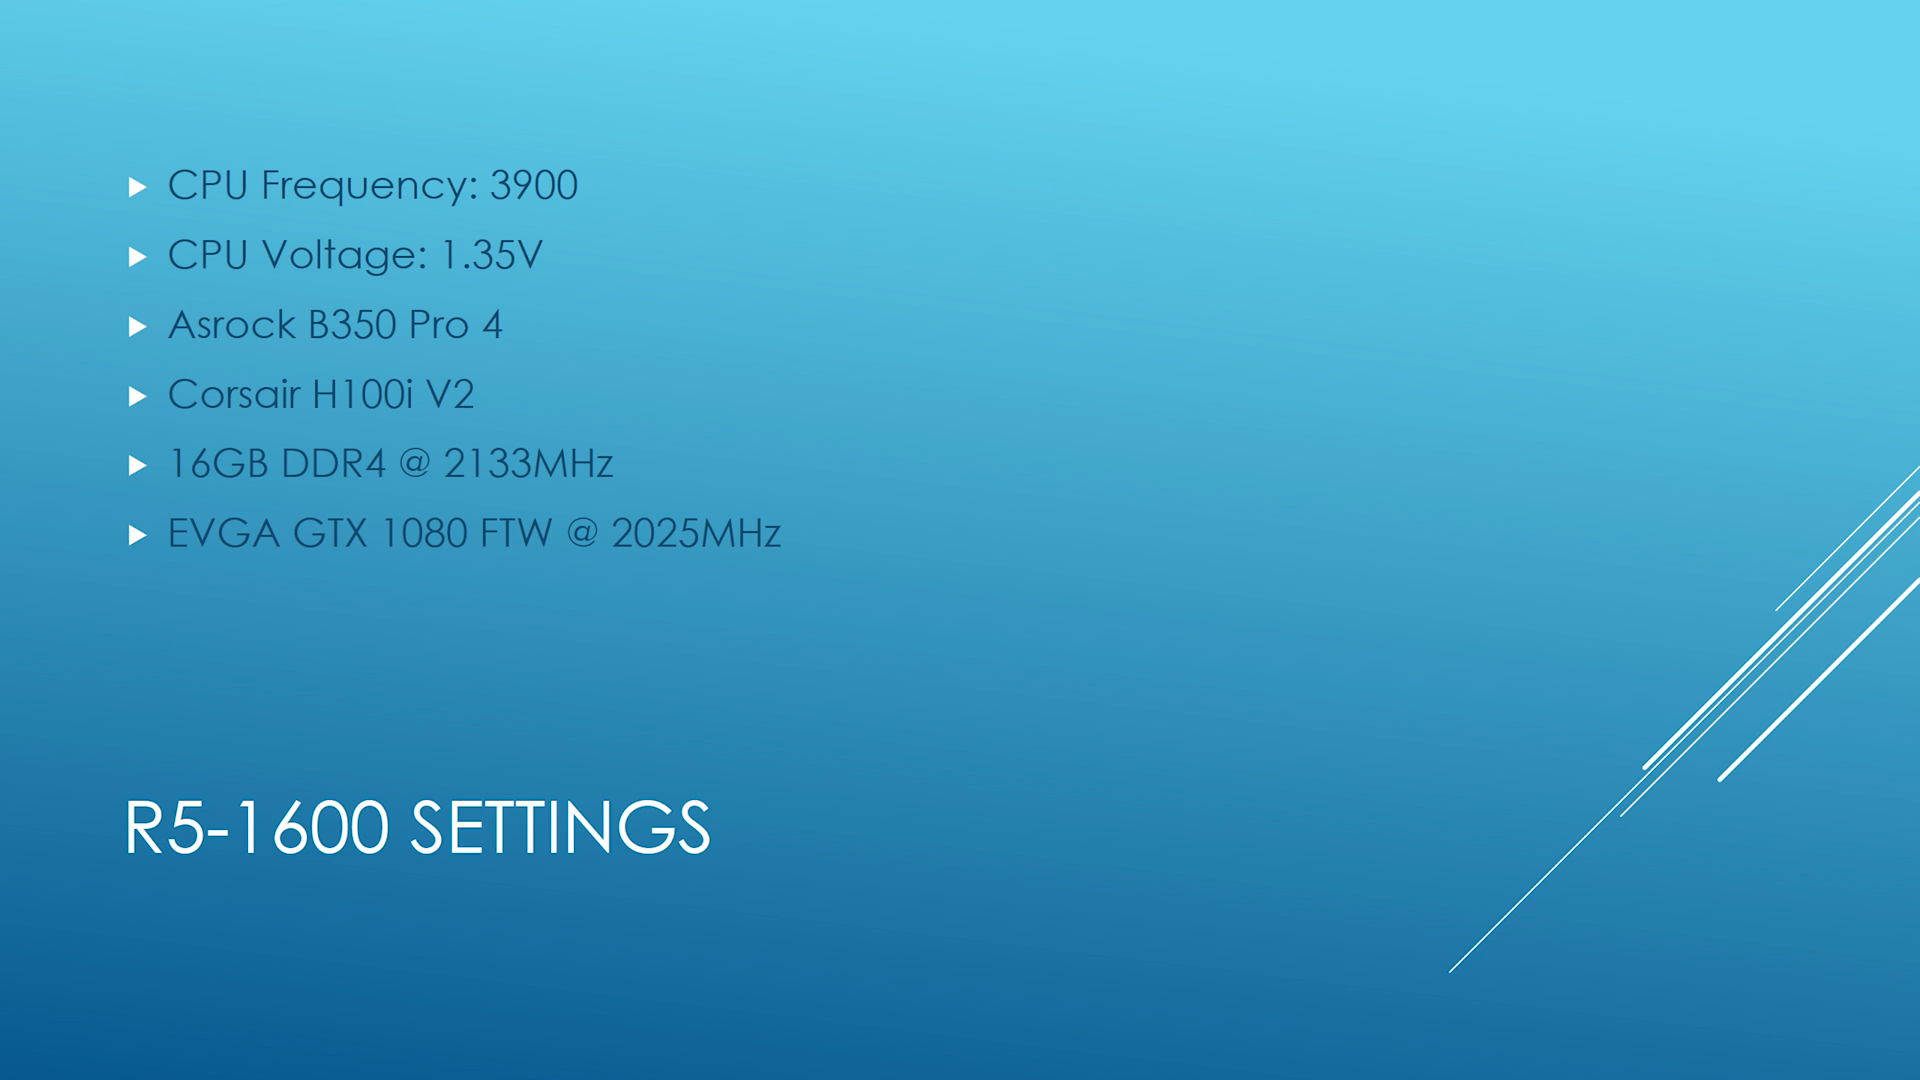 CPU Frequency: 3900
CPU Voltage: 1.35V
Asrock B350 Pro 4
Corsair H100i V2
16GB DDR4 @ 2133MHz
EVGA GTX 1080 FTW @ 2025MHz
R5-1600 SETTINGS